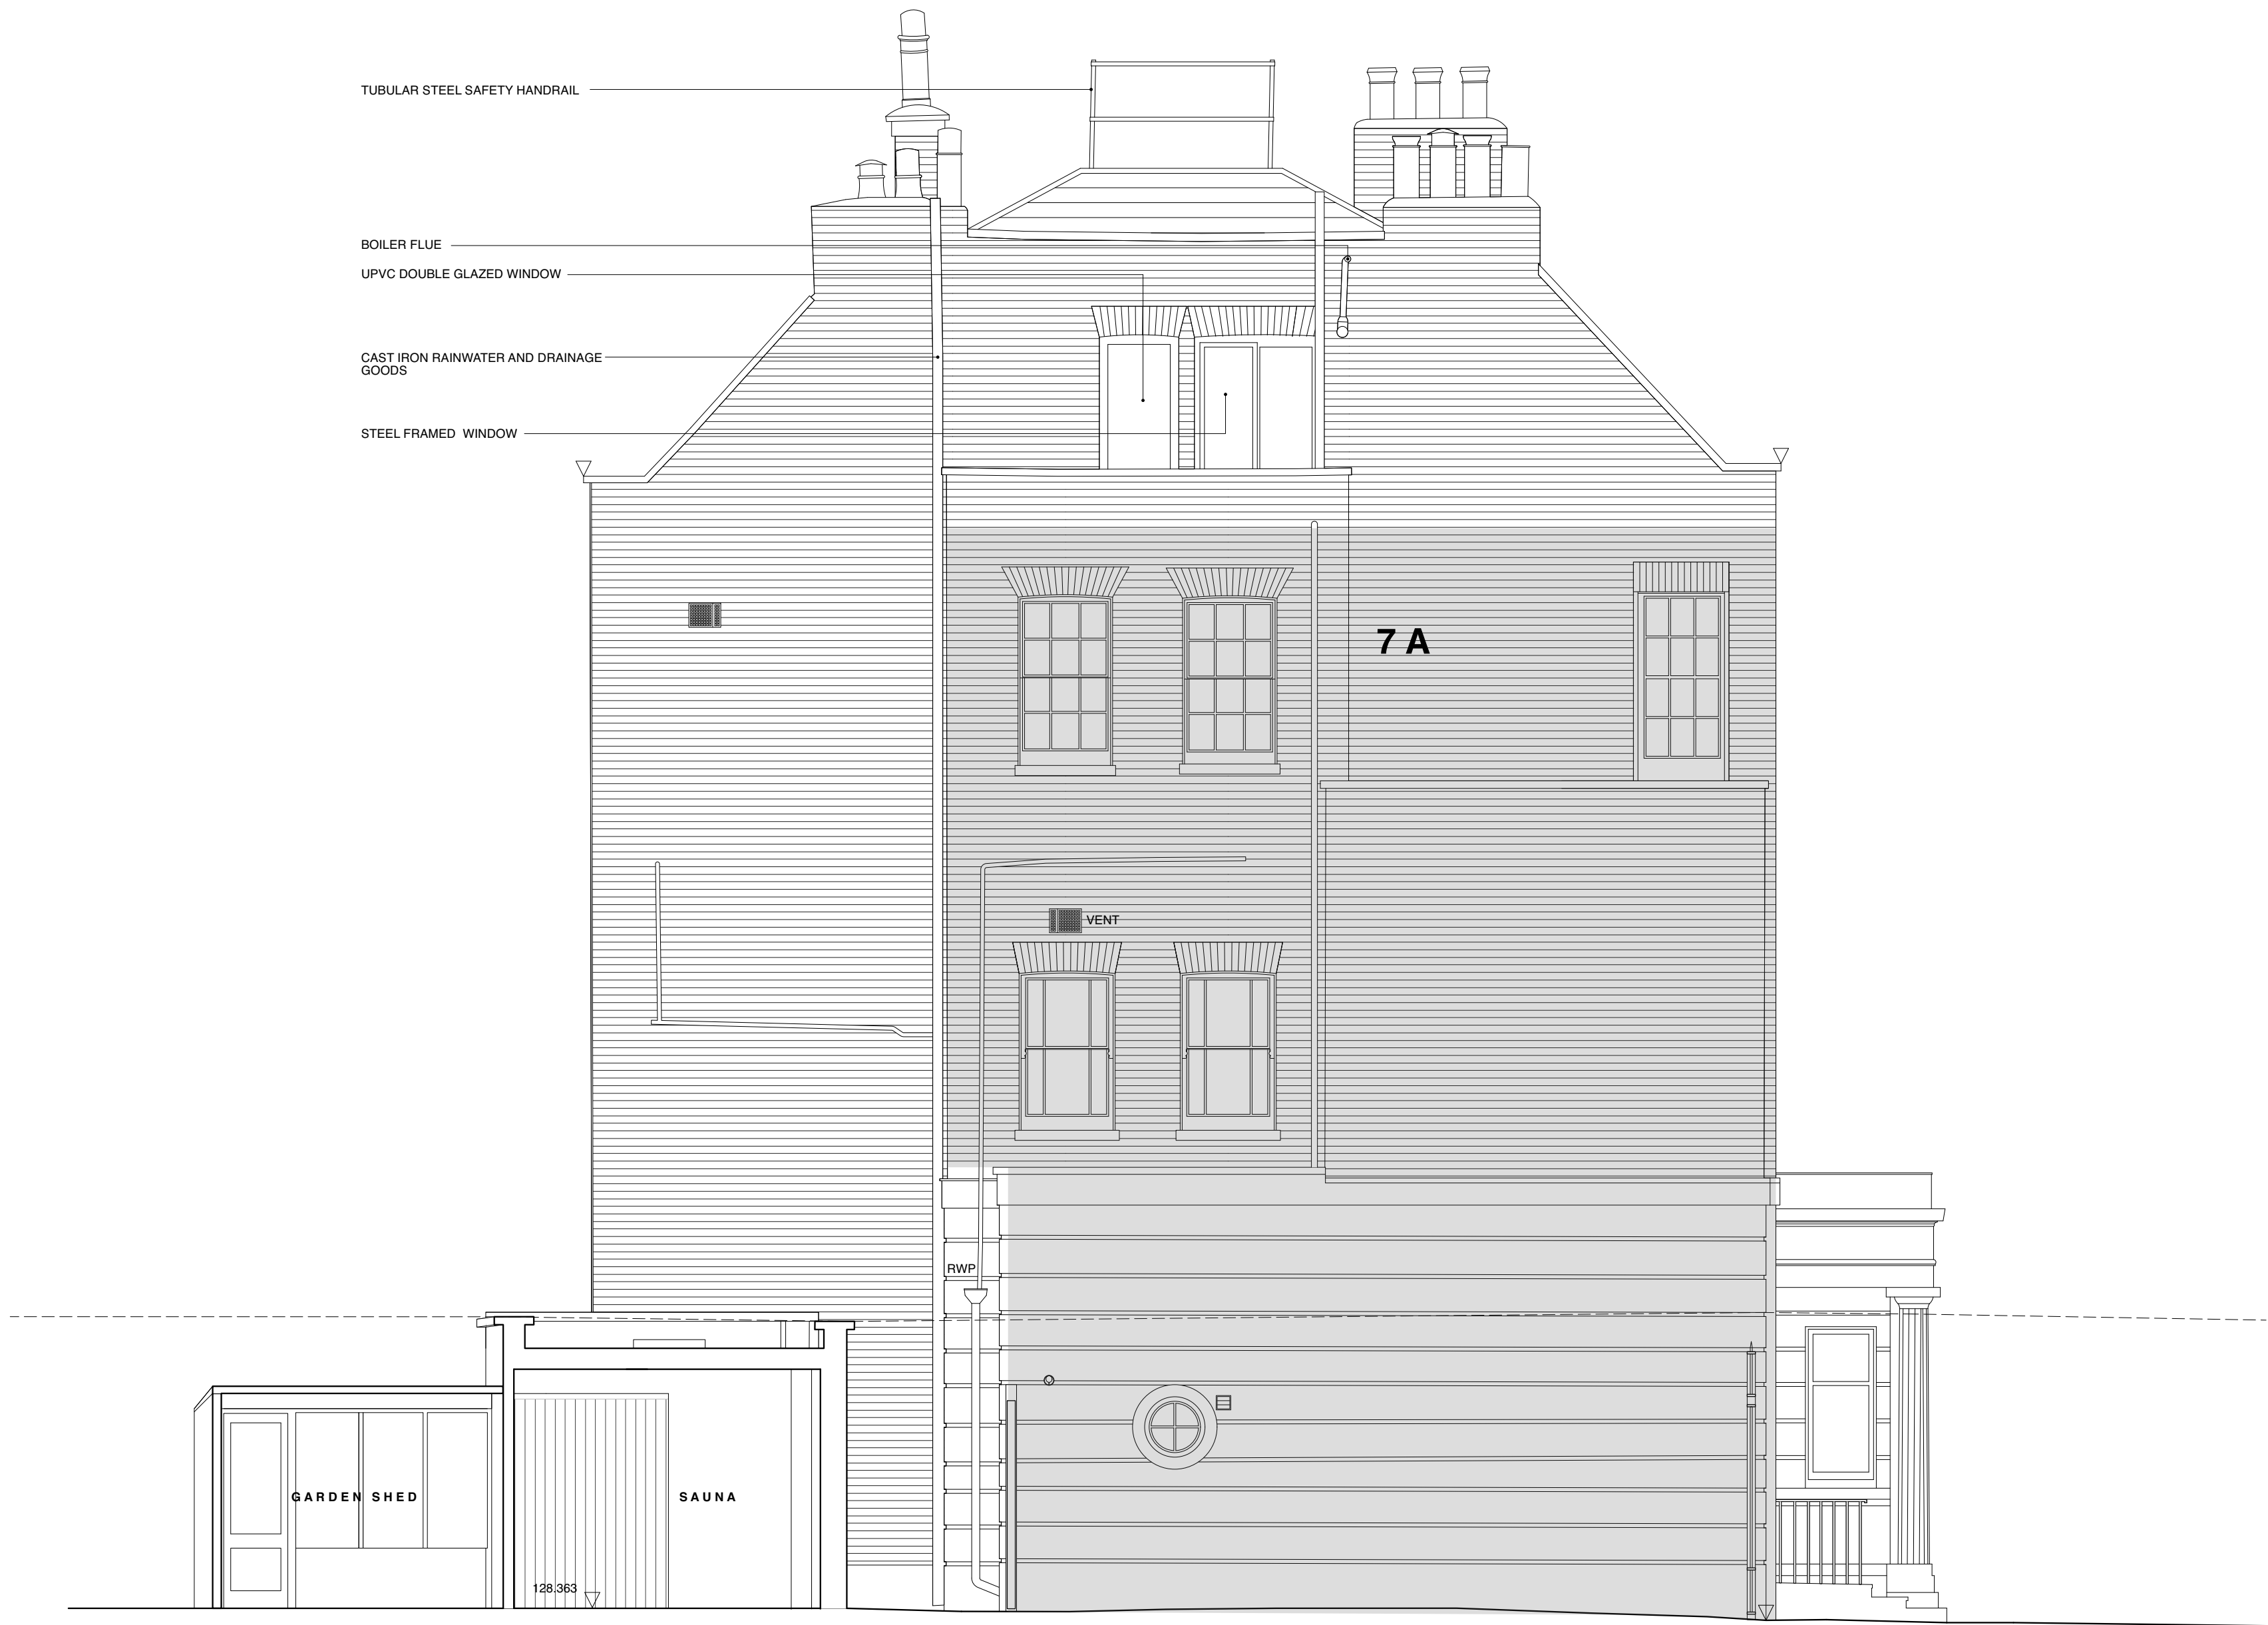 TUBULAR STEEL SAFETY HANDRAIL
BOILER FLUE
UPVC DOUBLE GLAZED WINDOW
CAST IRON RAINWATER AND DRAINAGE
GOODS
STEEL FRAMED WINDOW
7 A
VENT
RWP
GARDEN SHED
SAUNA
128.363